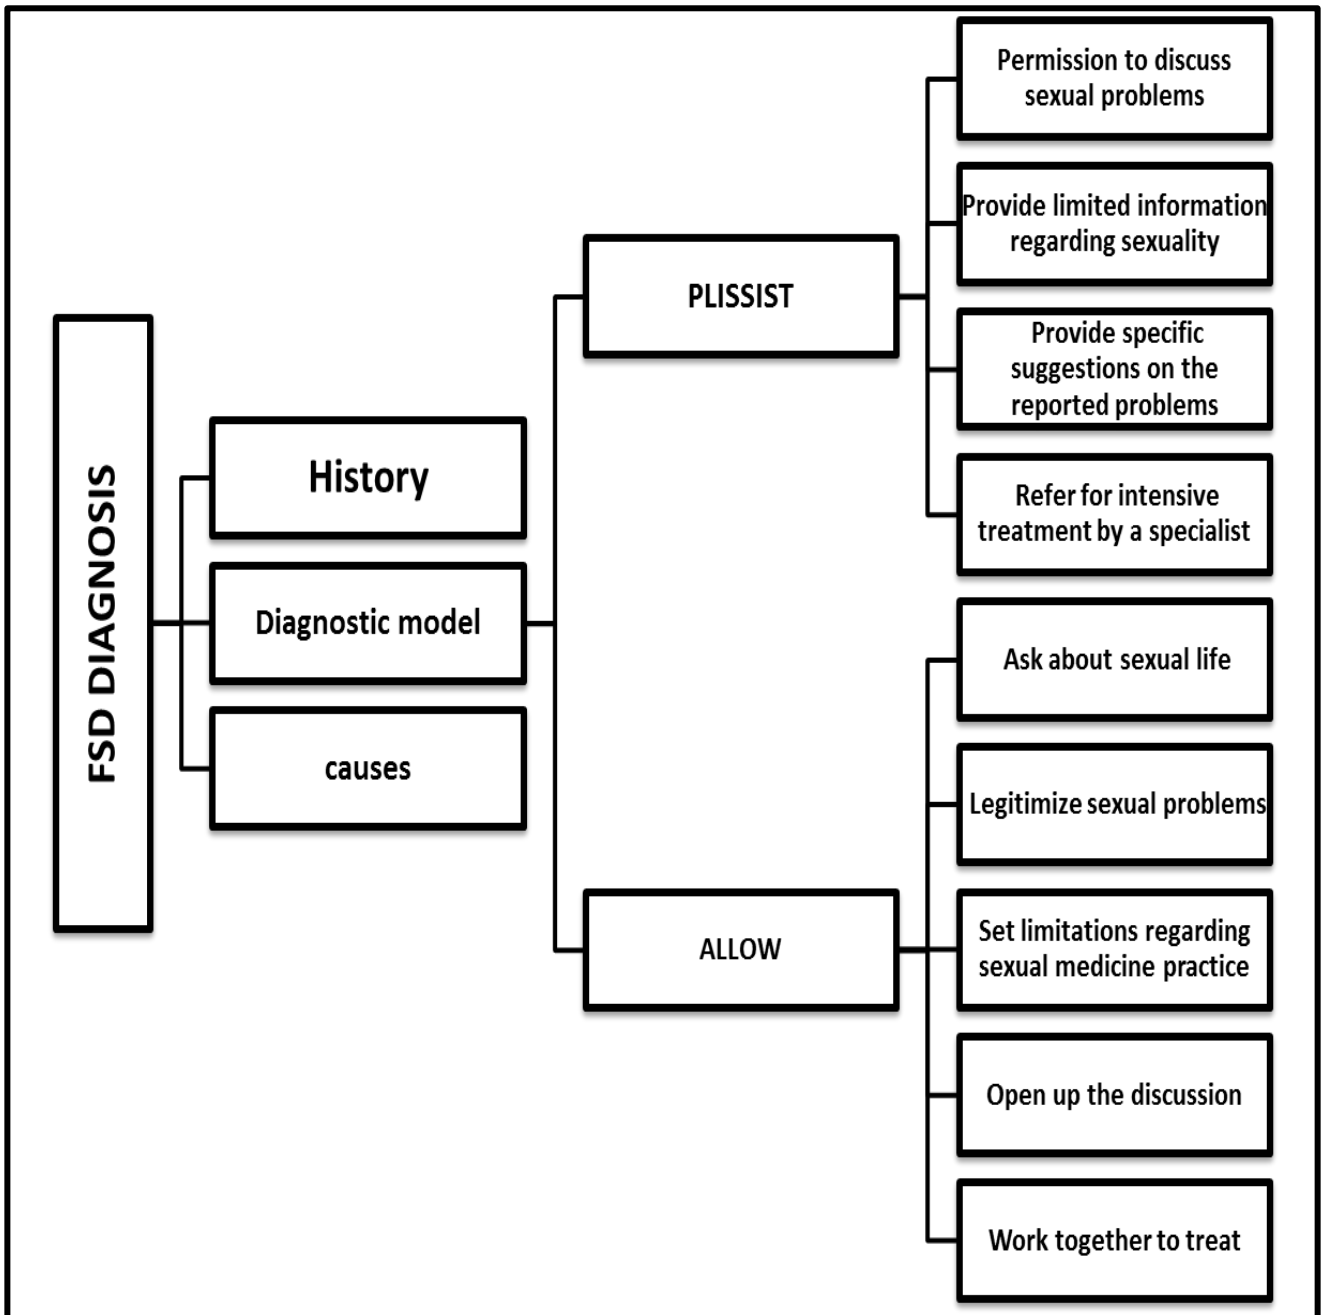 FSD DIAGNOSIS
History
Diagnostic model
causes
PLISSIST
ALLOW
Permission to discuss
sexual problems
Provide limited information
regarding sexuality
Provide specific
suggestions on the
reported problems
Refer for intensive
treatment by a specialist
Ask about sexual life
Legitimize sexual problems
Set limitations regarding
sexual medicine practice
Open up the discussion
Work together to treat